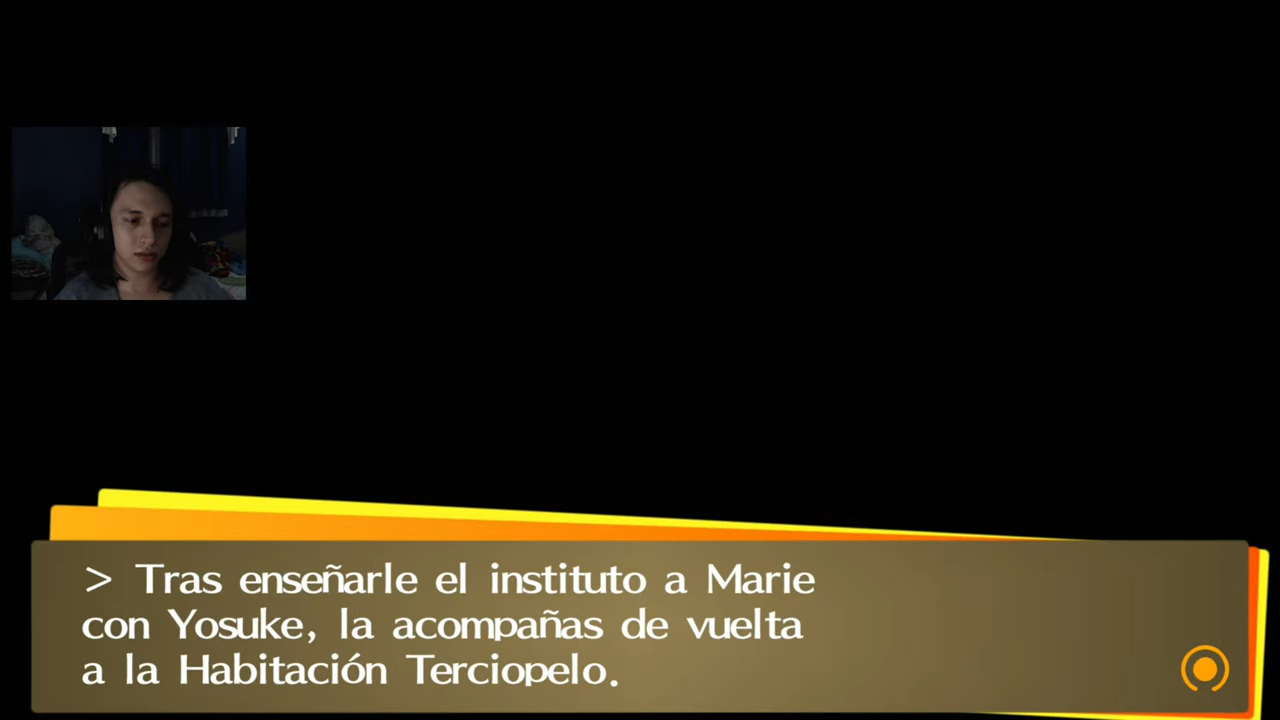 > Tras enseñarle el instituto a Marie
con Yosuke, la acompañas de vuelta
a la Habitación Terciopelo.